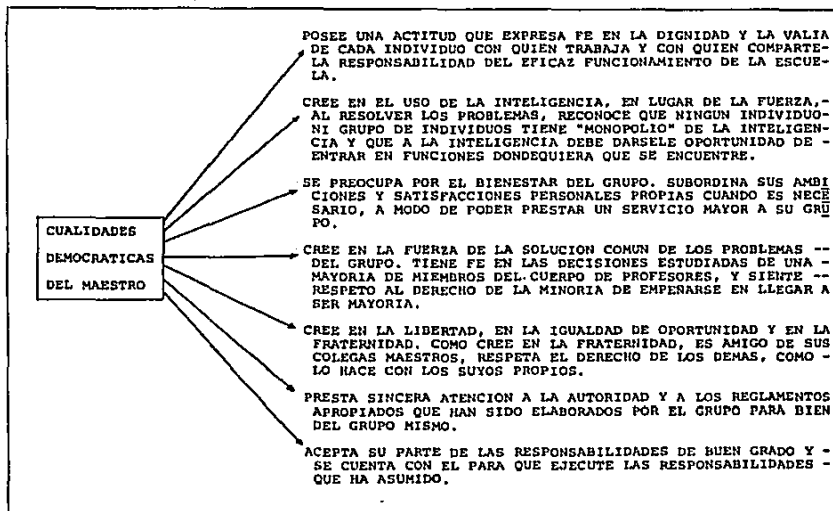 POSEE UNA ACTITUD QUE EXPRESA FE EN LA DIGNIDAD Y LA VALIA
DE CADA INDIVIDUO CON QUIEN TRABAJA Y CON QUIEN COMPARTE-
LA RESPONSABILIDAD DEL EFICAZ FUNCIONAMIENTO DE LA ESCUE-
LA.
CREE EN EL USO DE LA INTELIGENCIA, EN LUGAR DE LA FUERZA,-
AL RESOLVER LOS PROBLEMAS, RECONOCE QUE NINGUN INDIVIDUO-
NI GRUPO DE INDIVIDUOS TIENE "MONOPOLIO" DE LA INTELIGEN-
CIA Y QUE A LA INTELIGENCIA DEBE DARSELE OPORTUNIDAD DE -
ENTRAR EN FUNCIONES DONDEQUIERA QUE SE ENCUENTRE.
SE PREOCUPA POR EL BIENESTAR DEL GRUPO. SUBORDINA SUS AMBI
CIONES Y SATISFACCIONES PERSONALES PROPIAS CUANDO ES NECE
SARIO, A MODO DE PODER PRESTAR UN SERVICIO MAYOR A SU GRU
PO.
CUALIDADES
DEMOCRATICAS
DEL MAESTRO
CREE EN LA FUERZA DE LA SOLUCION COMUN DE LOS PROBLEMAS --
DEL GRUPO. TIENE FE EN LAS DECISIONES ESTUDIADAS DE UNA -
MAYORIA DE MIEMBROS DEL CUERPO DE PROFESORES, Y SIENTE --
RESPETO AL DERECHO DE LA MINORIA DE EMPEÑARSE EN LLEGAR A
SER MAYORIA.
CREE EN LA LIBERTAD, EN LA IGUALDAD DE OPORTUNIDAD Y EN LA
FRATERNIDAD. COMO CREE EN LA FRATERNIDAD, ES AMIGO DE SUS
COLEGAS MAESTROS, RESPETA EL DERECHO DE LOS DEMAS, COMO -
LO HACE CON LOS SUYOS PROPIOS.
PRESTA SINCERA ATENCION A LA AUTORIDAD Y A LOS REGLAMENTOS
APROPIADOS QUE HAN SIDO ELABORADOS POR EL GRUPO PARA BIEN
DEL GRUPO MISMO.
ACEPTA SU PARTE DE LAS RESPONSABILIDADES DE BUEN GRADO Y -
SE CUENTA CON EL PARA QUE EJECUTE LAS RESPONSABILIDADES -
QUE HA ASUMIDO.